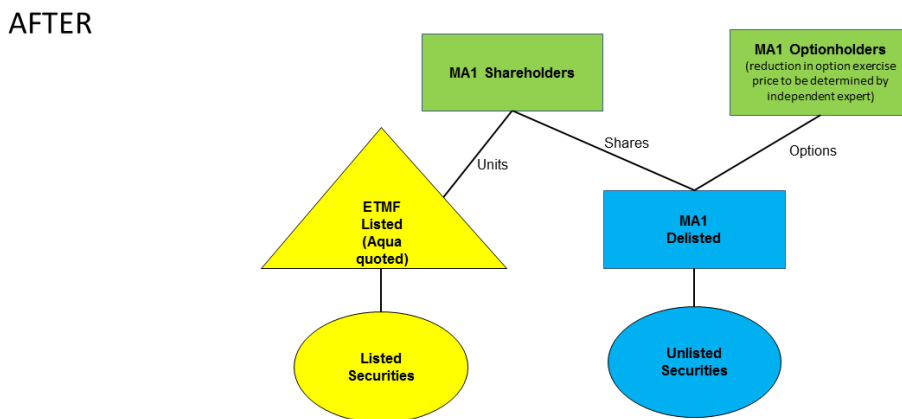 AFTER
MA1 Shareholders
MA1 Optionholders
(reduction in option exercise
price to be determined by
independent expert)
Units
Shares
Options
ETMF
Listed
(Aqua
quoted)
MA1
Delisted
Listed
Securities
Unlisted
Securities